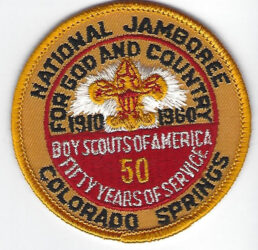 NATIONAL JAMBOREE
FOR GOD AND COUNTRY
1910 1960
BOY SCOUTS OF AMERICA
50
FIFTY YEARS OF SERVICE
COLORADO SPRINGS